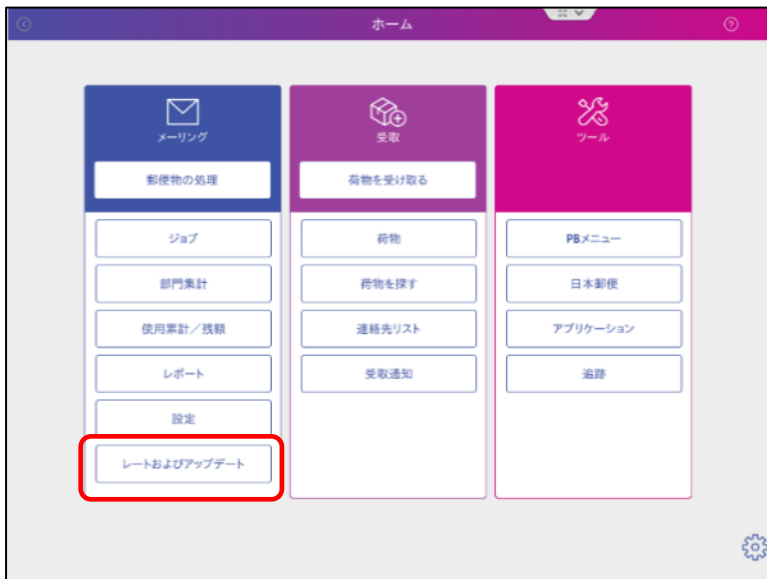 ホーム
メーリング
郵便物の処理
ジョブ
部門集計
使用累計／残額
レポート
設定
レートおよびアップデート
受取
荷物を受け取る
荷物
荷物を探す
連絡先リスト
受取通知
ツール
PBメニュー
日本郵便
アプリケーション
追跡